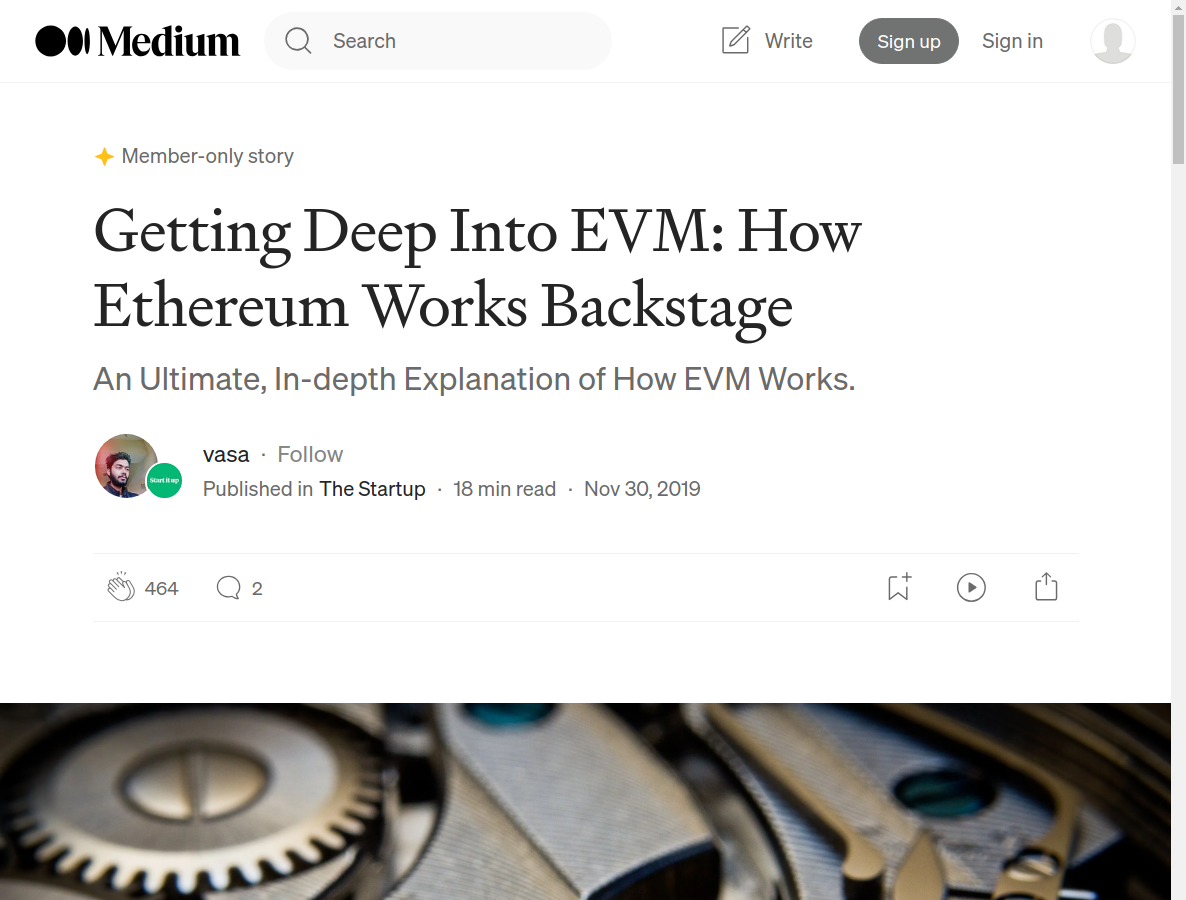 Medium
Search
Write
Sign up
Sign in
Member-only story
Getting Deep Into EVM: How
Ethereum Works Backstage
An Ultimate, In-depth Explanation of How EVM Works.
vasa · Follow
Start it up
Published in The Startup · 18 min read · Nov 30, 2019
464
2